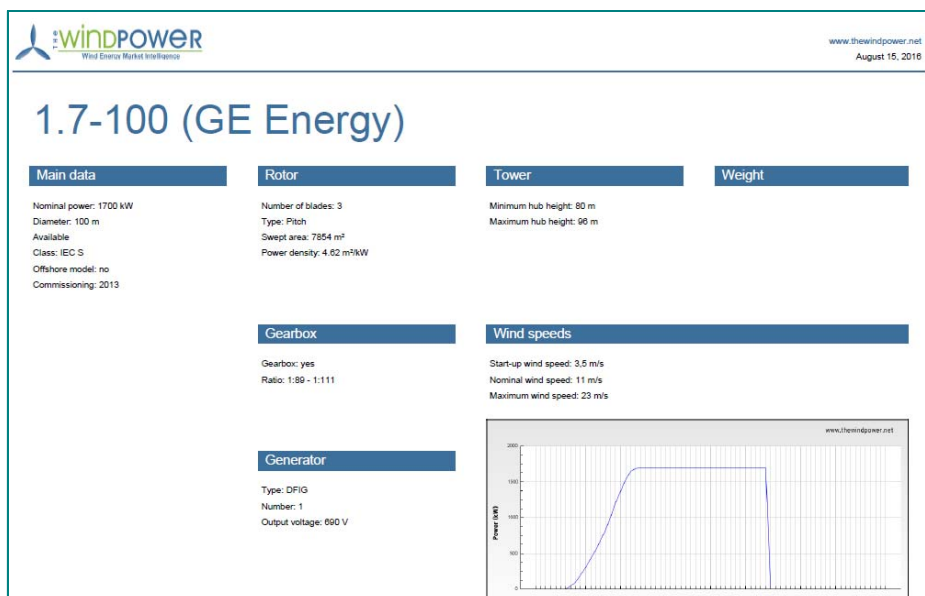 THE WINDPOWER
Wind Energy Market Intelligence
www.thewindpower.net
August 15, 2016
1.7-100 (GE Energy)
Main data
Nominal power: 1700 kW
Diameter: 100 m
Available
Class: IEC S
Offshore model: no
Commissioning: 2013
Rotor
Number of blades: 3
Type: Pitch
Swept area: 7854 m²
Power density: 4.62 m²/kW
Tower
Minimum hub height: 80 m
Maximum hub height: 96 m
Weight
Gearbox
Gearbox: yes
Ratio: 1:89 - 1:111
Wind speeds
Start-up wind speed: 3,5 m/s
Nominal wind speed: 11 m/s
Maximum wind speed: 23 m/s
Generator
Type: DFIG
Number: 1
Output voltage: 690 V
www.thewindpower.net
Power (kW)
2000
1500
1000
500
0